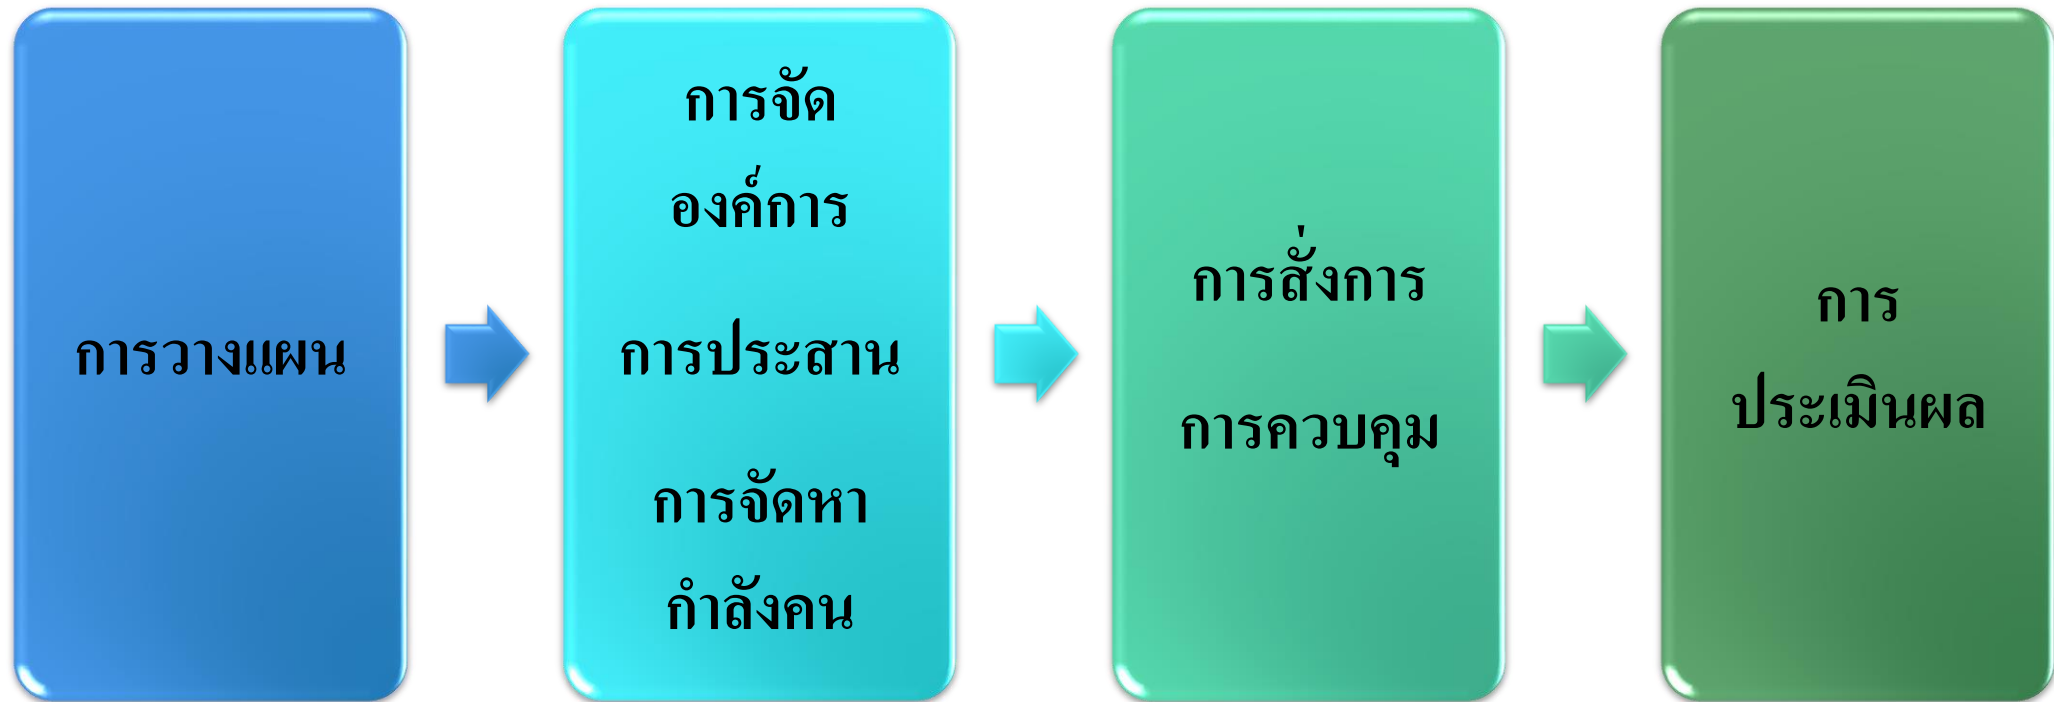 การวางแผน
การจัด
องค์การ
การประสาน
การจัดหา
กำลังคน
การสั่งการ
การควบคุม
การ
ประเมินผล